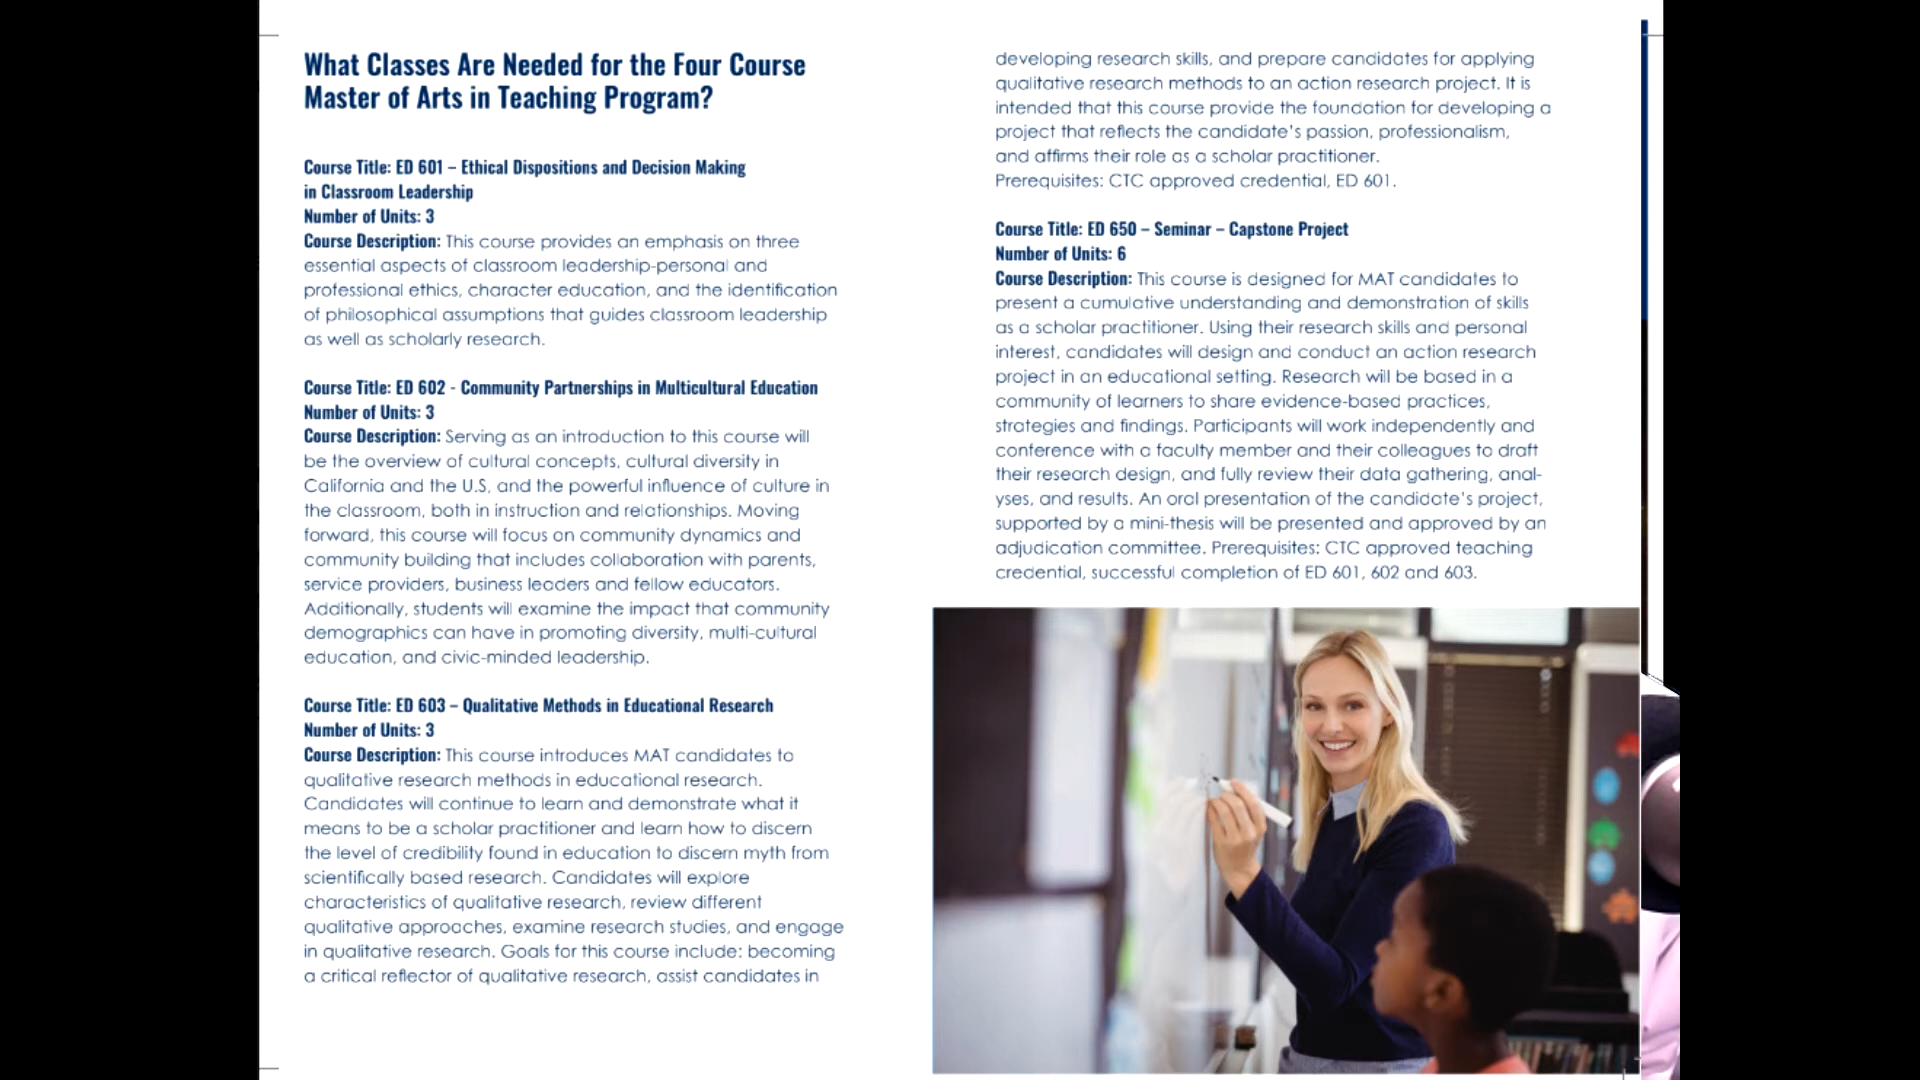 What Classes Are Needed for the Four Course
Master of Arts in Teaching Program?
Course Title: ED 601 – Ethical Dispositions and Decision Making
in Classroom Leadership
Number of Units: 3
Course Description: This course provides an emphasis on three
essential aspects of classroom leadership-personal and
professional ethics, character education, and the identification
of philosophical assumptions that guides classroom leadership
as well as scholarly research.
Course Title: ED 602 - Community Partnerships in Multicultural Education
Number of Units: 3
Course Description: Serving as an introduction to this course will
be the overview of cultural concepts, cultural diversity in
California and the U.S, and the powerful influence of culture in
the classroom, both in instruction and relationships. Moving
forward, this course will focus on community dynamics and
community building that includes collaboration with parents,
service providers, business leaders and fellow educators.
Additionally, students will examine the impact that community
demographics can have in promoting diversity, multi-cultural
education, and civic-minded leadership.
Course Title: ED 603 – Qualitative Methods in Educational Research
Number of Units: 3
Course Description: This course introduces MAT candidates to
qualitative research methods in educational research.
Candidates will continue to learn and demonstrate what it
means to be a scholar practitioner and learn how to discern
the level of credibility found in education to discern myth from
scientifically based research. Candidates will explore
characteristics of qualitative research, review different
qualitative approaches, examine research studies, and engage
in qualitative research. Goals for this course include: becoming
a critical reflector of qualitative research, assist candidates in
developing research skills, and prepare candidates for applying
qualitative research methods to an action research project. It is
intended that this course provide the foundation for developing a
project that reflects the candidate's passion, professionalism,
and affirms their role as a scholar practitioner.
Prerequisites: CTC approved credential, ED 601.
Course Title: ED 650 – Seminar – Capstone Project
Number of Units: 6
Course Description: This course is designed for MAT candidates to
present a cumulative understanding and demonstration of skills
as a scholar practitioner. Using their research skills and personal
interest, candidates will design and conduct an action research
project in an educational setting. Research will be based in a
community of learners to share evidence-based practices,
strategies and findings. Participants will work independently and
conference with a faculty member and their colleagues to draft
their research design, and fully review their data gathering, anal-
yses, and results. An oral presentation of the candidate's project,
supported by a mini-thesis will be presented and approved by an
adjudication committee. Prerequisites: CTC approved teaching
credential, successful completion of ED 601, 602 and 603.